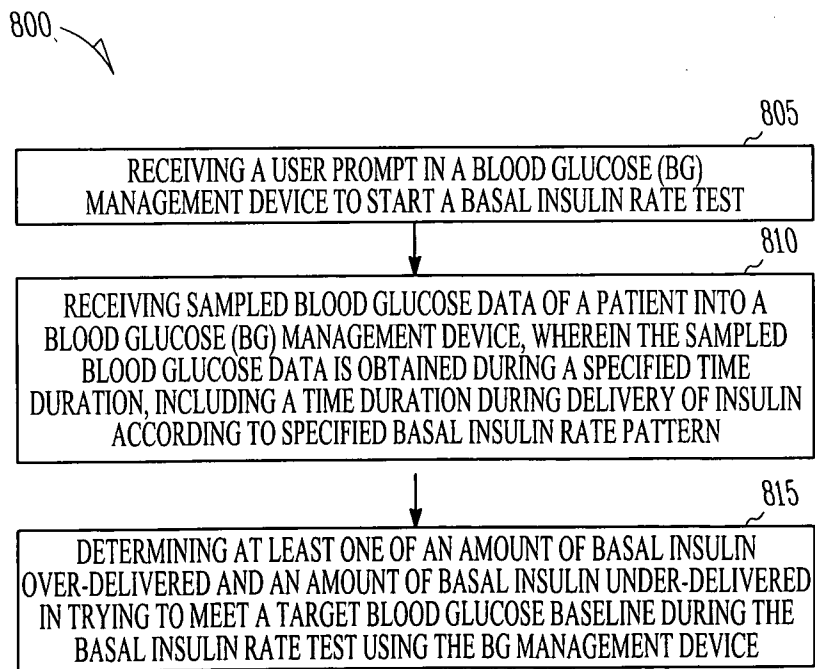 800
805
RECEIVING A USER PROMPT IN A BLOOD GLUCOSE (BG)
MANAGEMENT DEVICE TO START A BASAL INSULIN RATE TEST
810
RECEIVING SAMPLED BLOOD GLUCOSE DATA OF A PATIENT INTO A
BLOOD GLUCOSE (BG) MANAGEMENT DEVICE, WHEREIN THE SAMPLED
BLOOD GLUCOSE DATA IS OBTAINED DURING A SPECIFIED TIME
DURATION, INCLUDING A TIME DURATION DURING DELIVERY OF INSULIN
ACCORDING TO SPECIFIED BASAL INSULIN RATE PATTERN
815
DETERMINING AT LEAST ONE OF AN AMOUNT OF BASAL INSULIN
OVER-DELIVERED AND AN AMOUNT OF BASAL INSULIN UNDER-DELIVERED
IN TRYING TO MEET A TARGET BLOOD GLUCOSE BASELINE DURING THE
BASAL INSULIN RATE TEST USING THE BG MANAGEMENT DEVICE